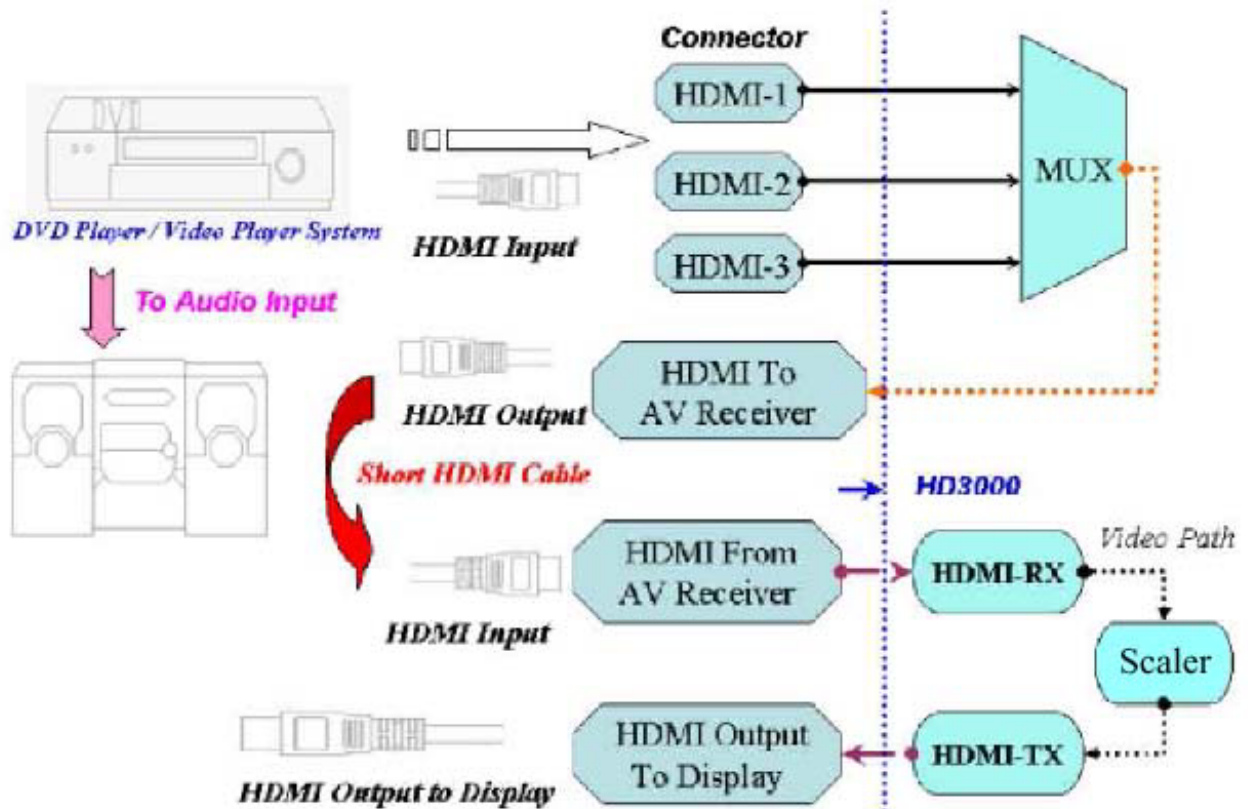 Connector
HDMI-1
DVD
HDMI-2
MUX
DVD Player / Video Player System
HDMI Input
HDMI-3
To Audio Input
HDMI To
AV Receiver
HDMI Output
Short HDMI Cable
HD3000
HDMI From
AV Receiver
HDMI-RX
Video Path
HDMI Input
Scaler
HDMI Output
To Display
HDMI-TX
HDMI Output to Display